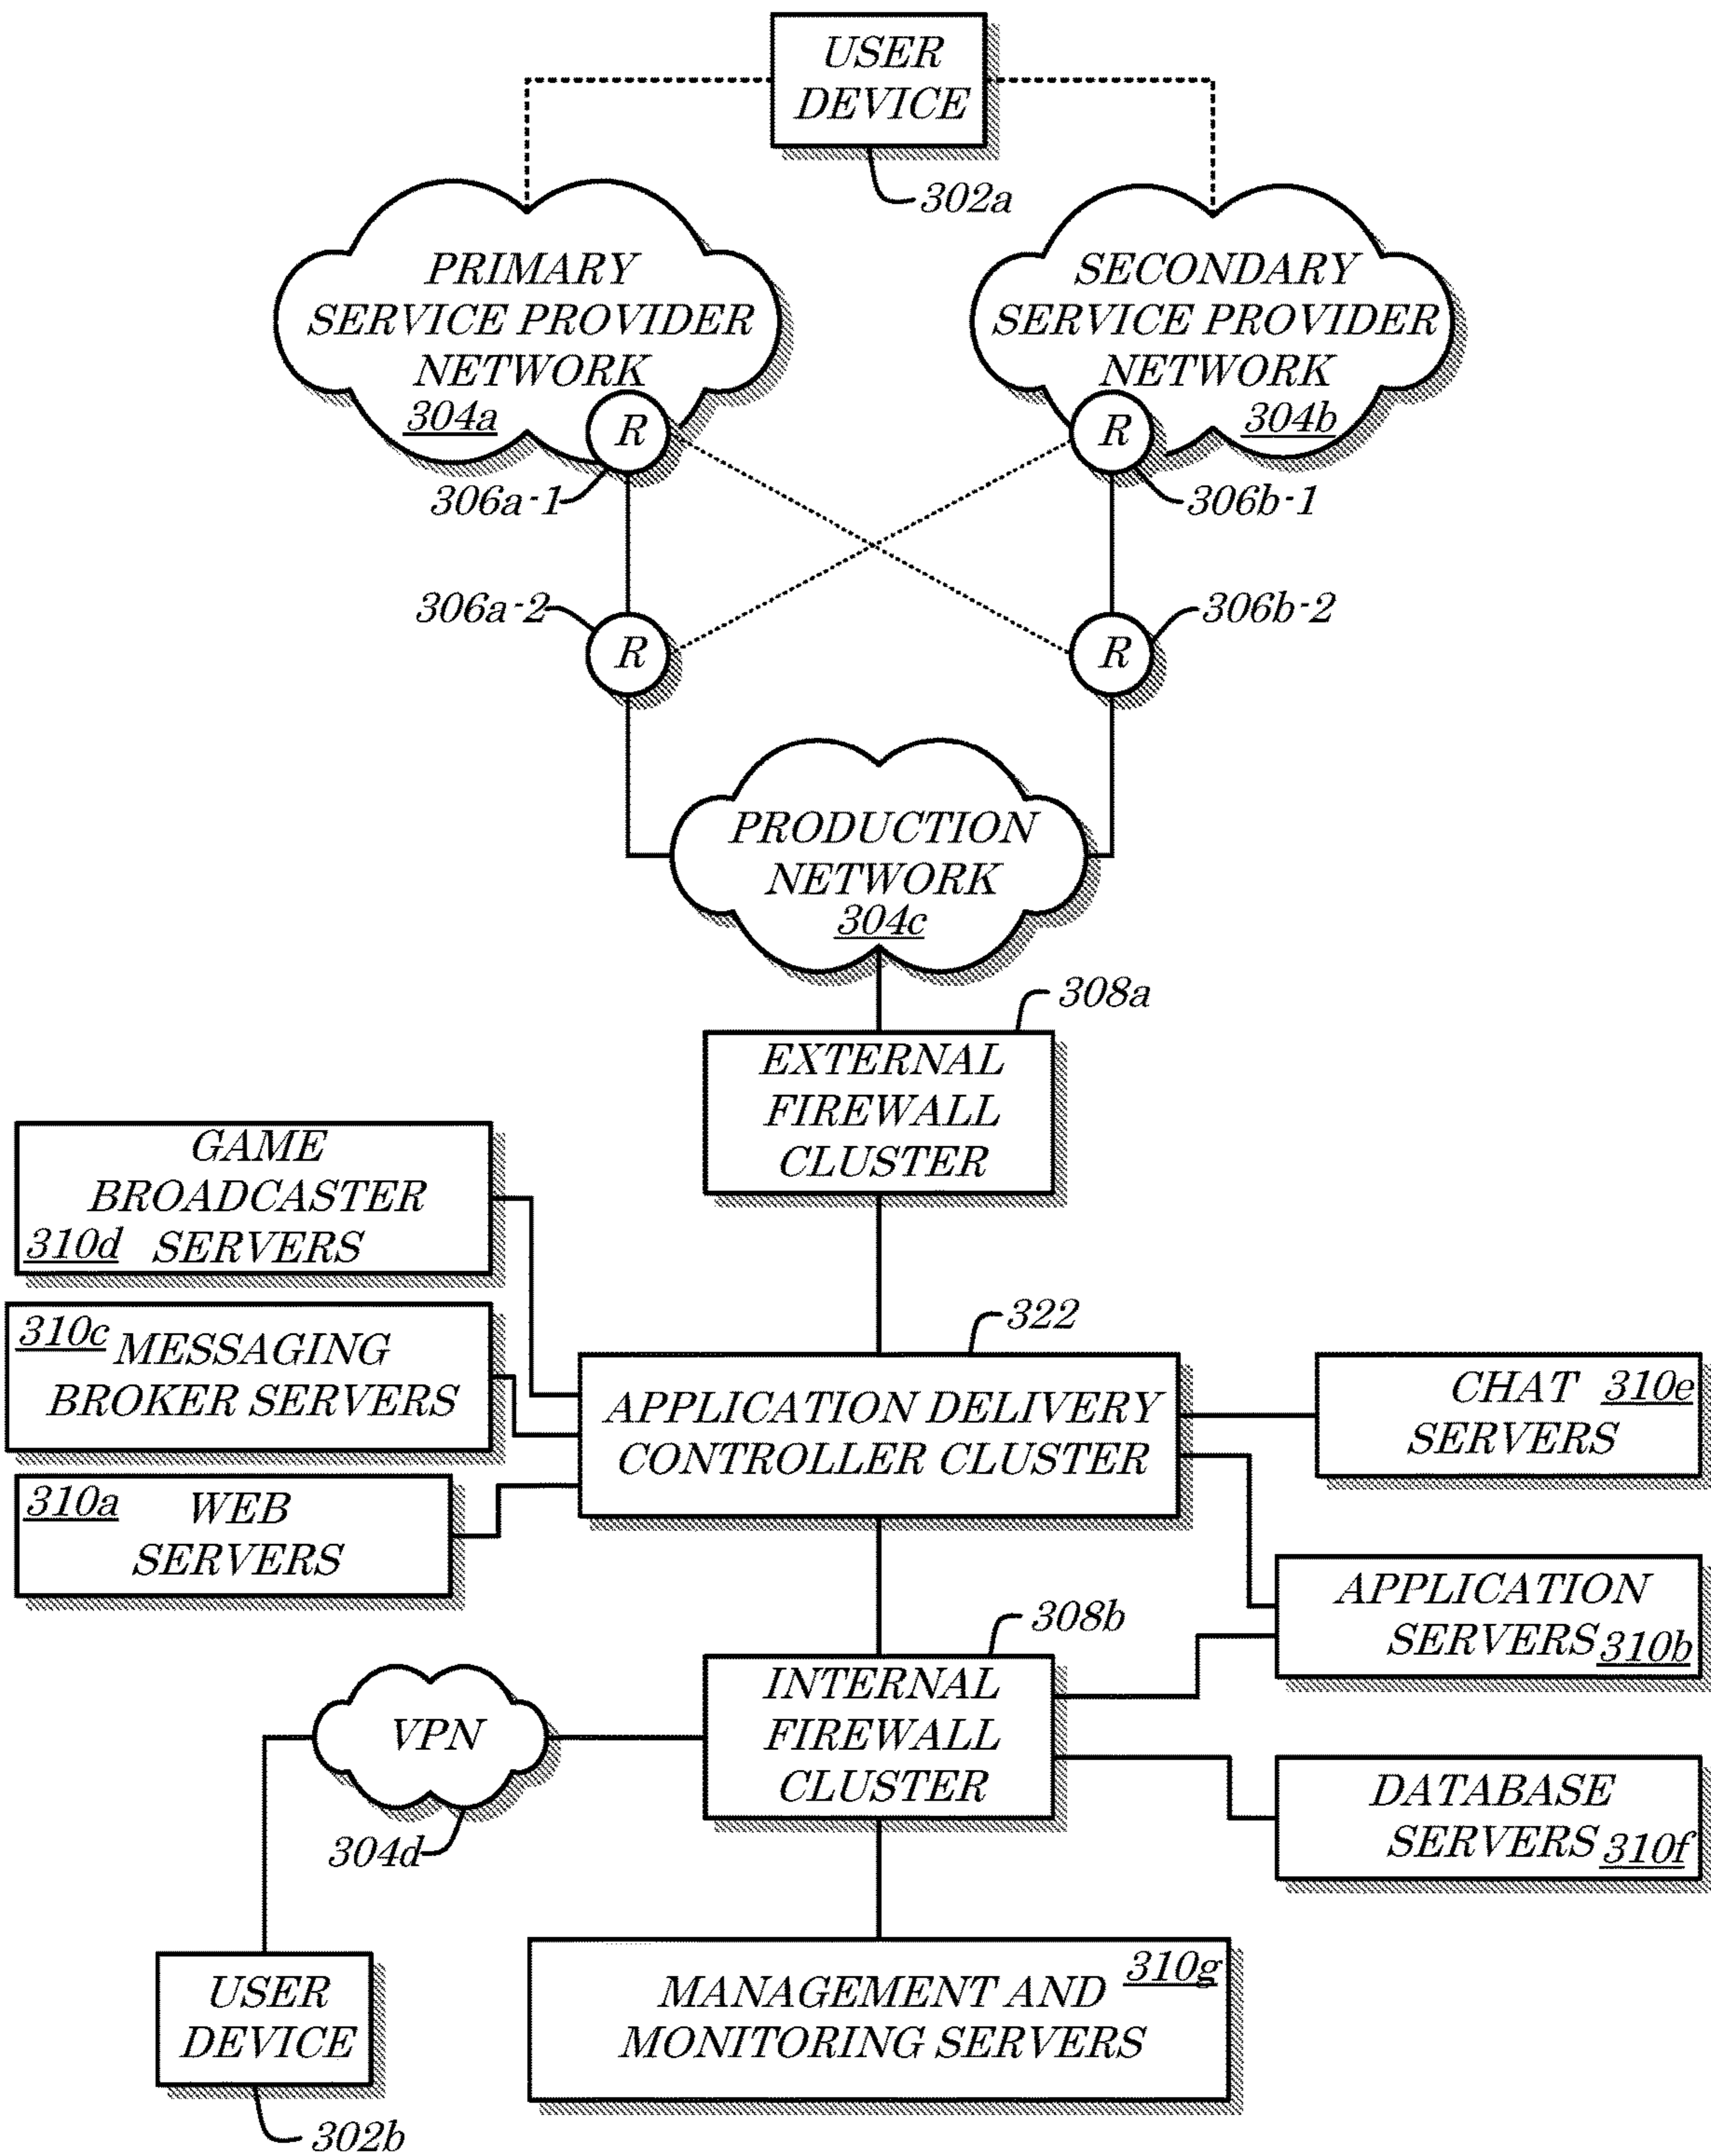 USER
DEVICE
302a
PRIMARY
SERVICE PROVIDER
NETWORK
304a
SECONDARY
SERVICE PROVIDER
NETWORK
304b
R
R
306a-1
306b-1
306a-2
306b-2
R
R
PRODUCTION
NETWORK
304c
308a
EXTERNAL
FIREWALL
CLUSTER
GAME
BROADCASTER
310d SERVERS
310c MESSAGING
BROKER SERVERS
310a WEB
SERVERS
322
APPLICATION DELIVERY
CONTROLLER CLUSTER
CHAT 310e
SERVERS
APPLICATION
SERVERS 310b
308b
INTERNAL
FIREWALL
CLUSTER
VPN
304d
DATABASE
SERVERS 310f
USER
DEVICE
302b
310g
MANAGEMENT AND
MONITORING SERVERS